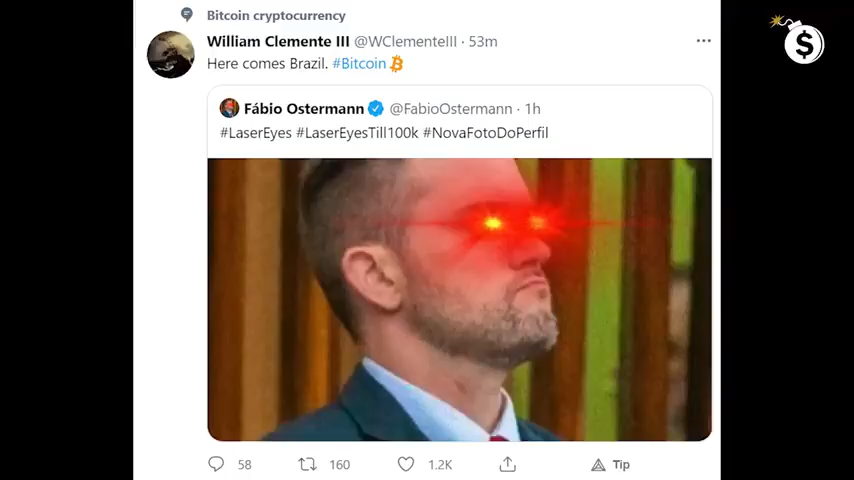 Bitcoin cryptocurrency
William Clemente III @WClementeIII · 53m
Here comes Brazil. #Bitcoin
Fábio Ostermann @FabioOstermann · 1h
#LaserEyes #LaserEyesTill100k #NovaFotoDoPerfil
58 160 1.2K Tip
$